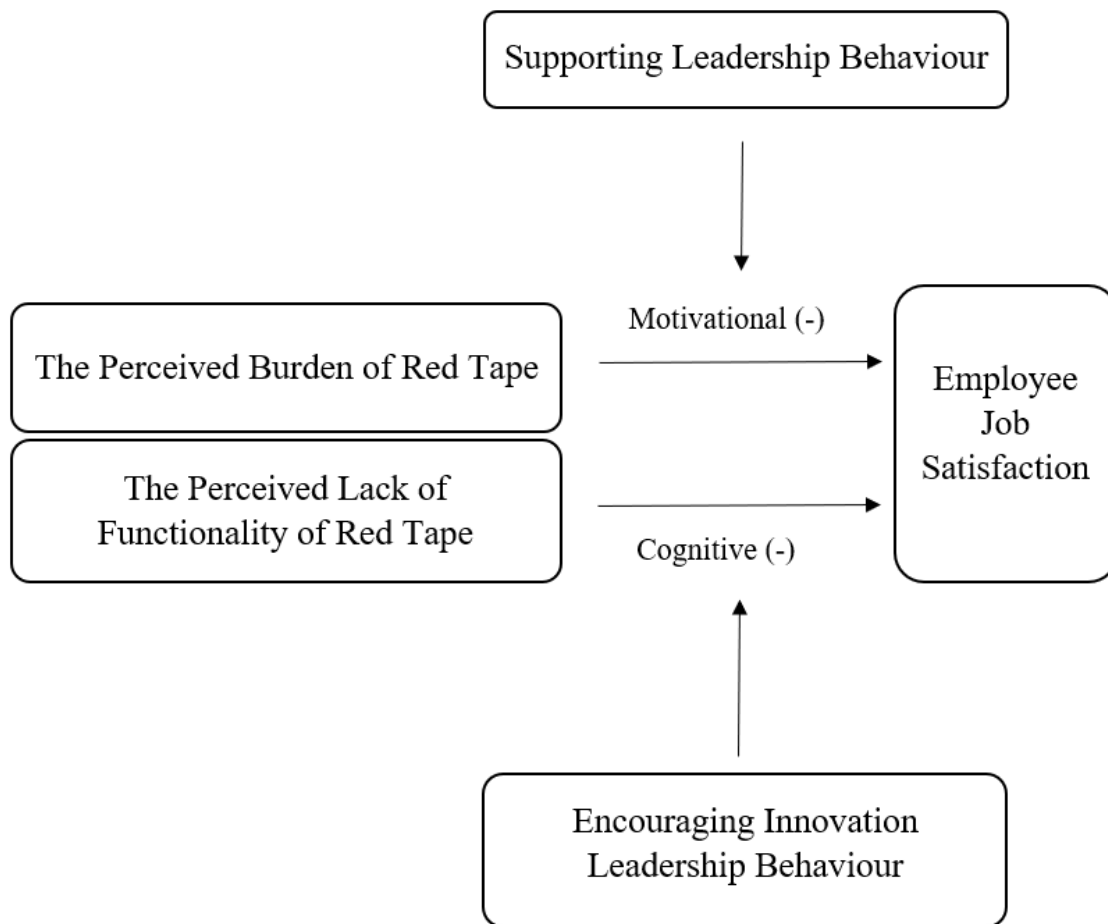 Supporting Leadership Behaviour
Motivational (-)
The Perceived Burden of Red Tape
Employee
Job
Satisfaction
The Perceived Lack of
Functionality of Red Tape
Cognitive (-)
Encouraging Innovation
Leadership Behaviour